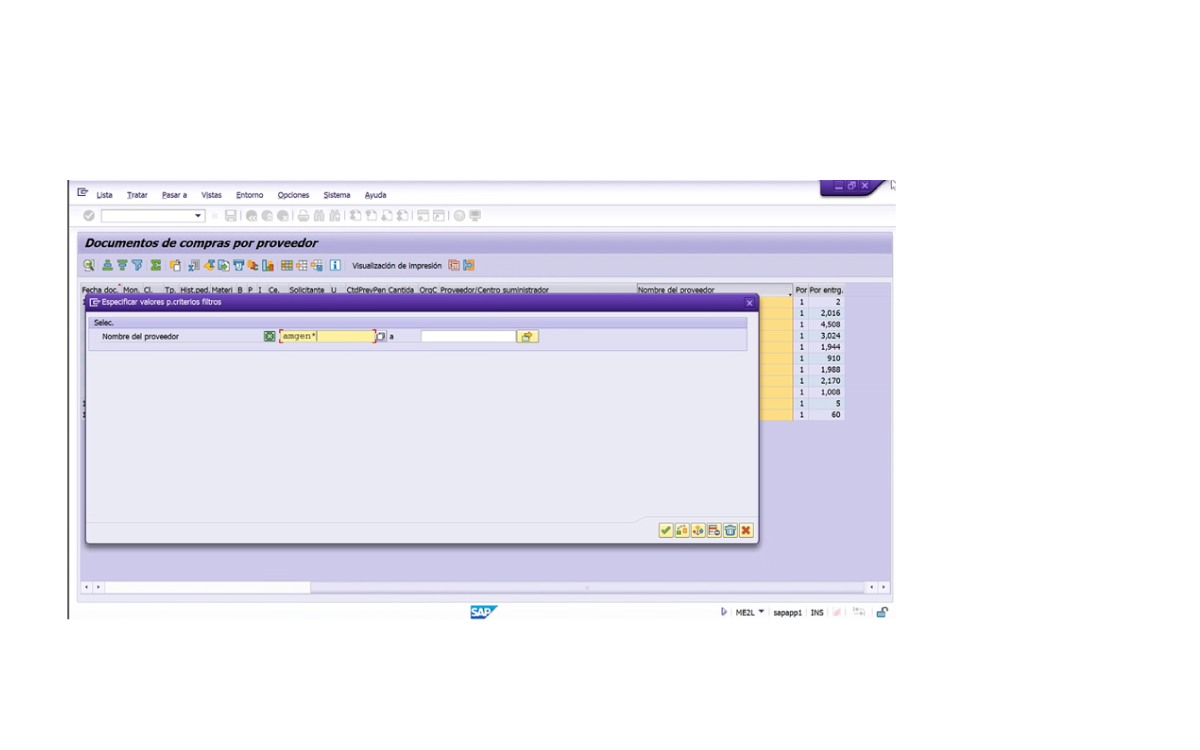 Lista Tratar Pasar a Vistas Entorno Opciones Sistema Ayuda
Documentos de compras por proveedor
Visualización de impresión
Fecha doc. Mon. Cl. Tp. Hist.ped. Materi B P I Ce. Solicitante U CtdPrevPen Cantida OrgC Proveedor/Centro suministrador Nombre del proveedor Por Por entrg.
Especificar valores p.criterios filtros
1 2
1 2,016
Selec.
1 4,508
Nombre del proveedor amgen* a
1 3,024
1 1,944
1 910
1 1,988
1 2,170
1 1,008
1 5
1 60
SAP ME2L sapapp1 INS